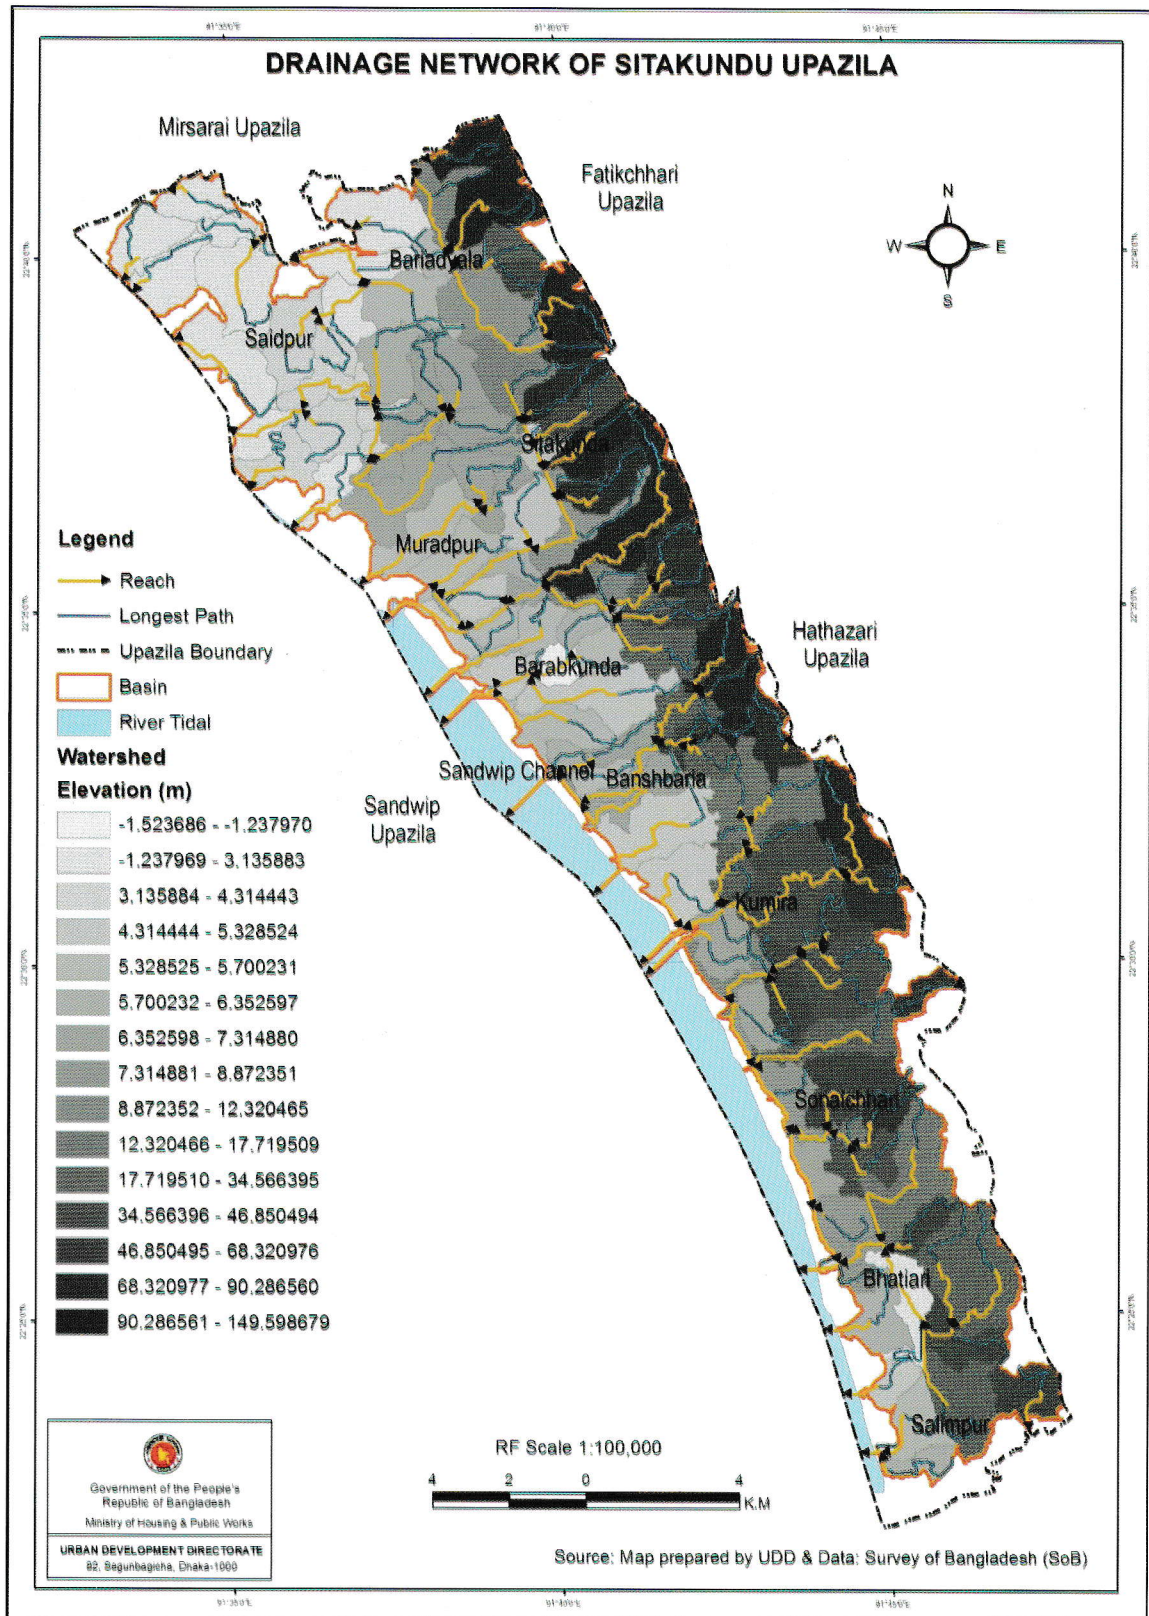 DRAINAGE NETWORK OF SITAKUNDU UPAZILA
Mirsarai Upazila
Fatikchhari
Upazila
N
W
E
S
Bariadyala
Saidpur
Sitakunda
Muradpur
Hathazari
Upazila
Barabkunda
Sandwip Channel
Banshbaria
Sandwip
Upazila
Kumira
Sonaichhari
Bhatiari
Salimpur
Legend
Reach
Longest Path
Upazila Boundary
Basin
River Tidal
Watershed
Elevation (m)
-1.523686 - -1.237970
-1.237969 - 3.135883
3.135884 - 4.314443
4.314444 - 5.328524
5.328525 - 5.700231
5.700232 - 6.352597
6.352598 - 7.314880
7.314881 - 8.872351
8.872352 - 12.320465
12.320466 - 17.719509
17.719510 - 34.566395
34.566396 - 46.850494
46.850495 - 68.320976
68.320977 - 90.286560
90.286561 - 149.598679
Government of the People's
Republic of Bangladesh
Ministry of Housing & Public Works
URBAN DEVELOPMENT DIRECTORATE
82, Segunbagicha, Dhaka-1000
RF Scale 1:100,000
4 2 0 4
K.M
Source: Map prepared by UDD & Data: Survey of Bangladesh (SoB)